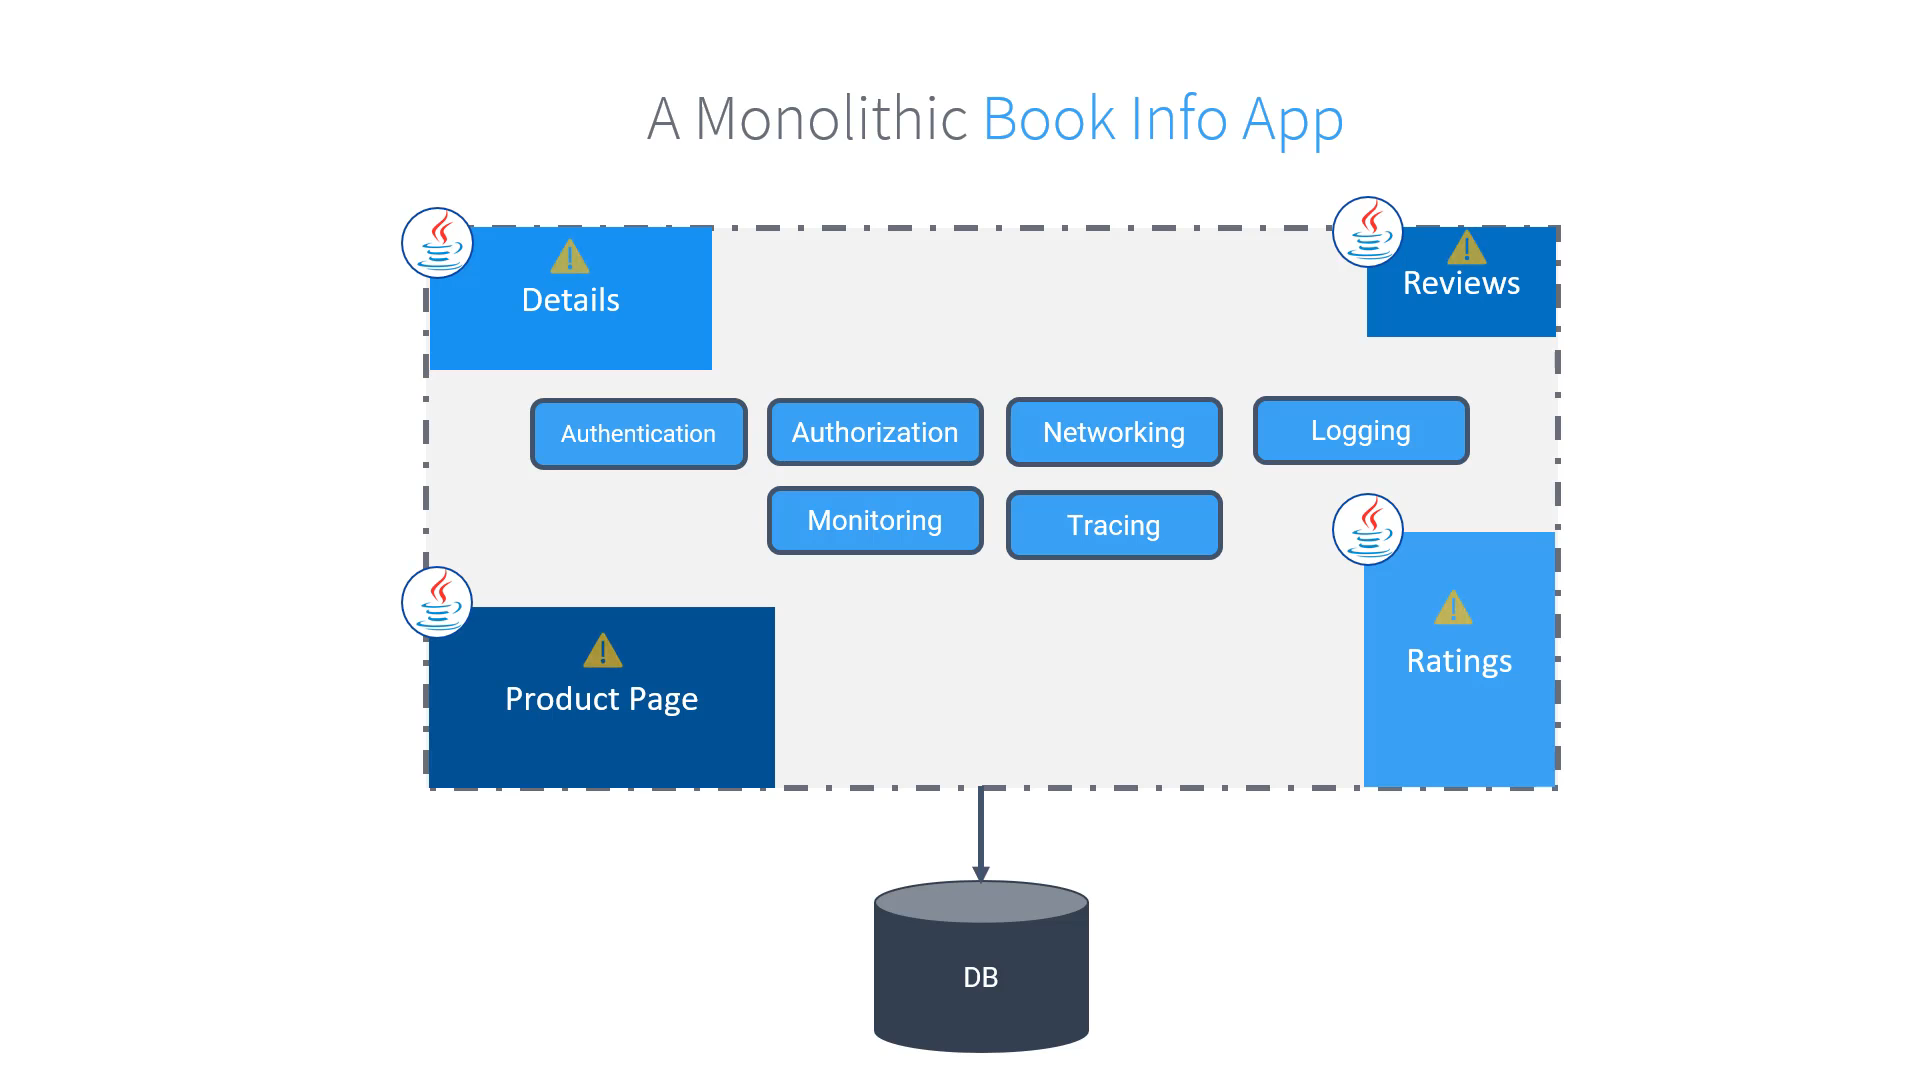 A Monolithic Book Info App
Details
Reviews
Authentication
Authorization
Networking
Logging
Monitoring
Tracing
Product Page
Ratings
DB